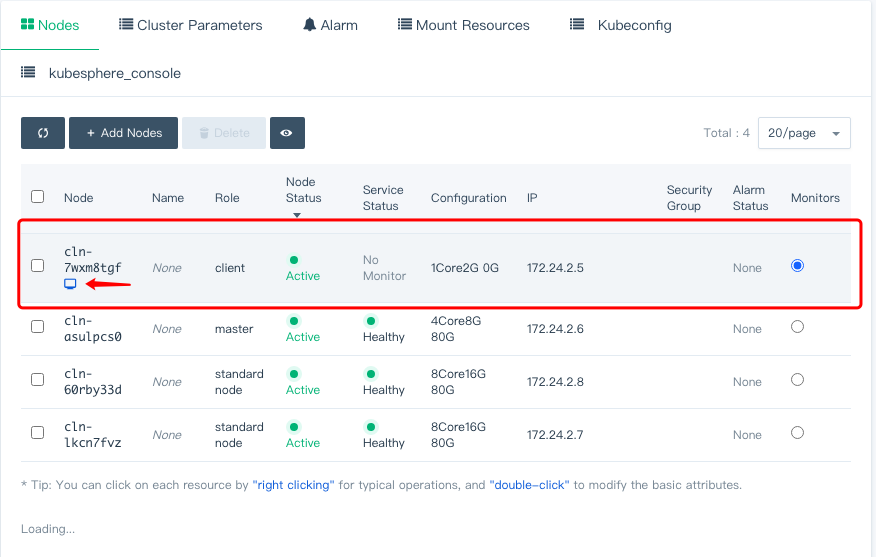 Nodes Cluster Parameters Alarm Mount Resources Kubeconfig
kubesphere_console
+ Add Nodes Delete Total : 4 20/page
Node Name Role Node Status Service Status Configuration IP Security Group Alarm Status Monitors
cln-7wxm8tgf None client Active No Monitor 1Core2G 0G 172.24.2.5 None
cln-asulpcs0 None master Active Healthy 4Core8G 80G 172.24.2.6 None
cln-60rby33d None standard node Active Healthy 8Core16G 80G 172.24.2.8 None
cln-lkcn7fvz None standard node Active Healthy 8Core16G 80G 172.24.2.7 None
* Tip: You can click on each resource by "right clicking" for typical operations, and "double-click" to modify the basic attributes.
Loading...